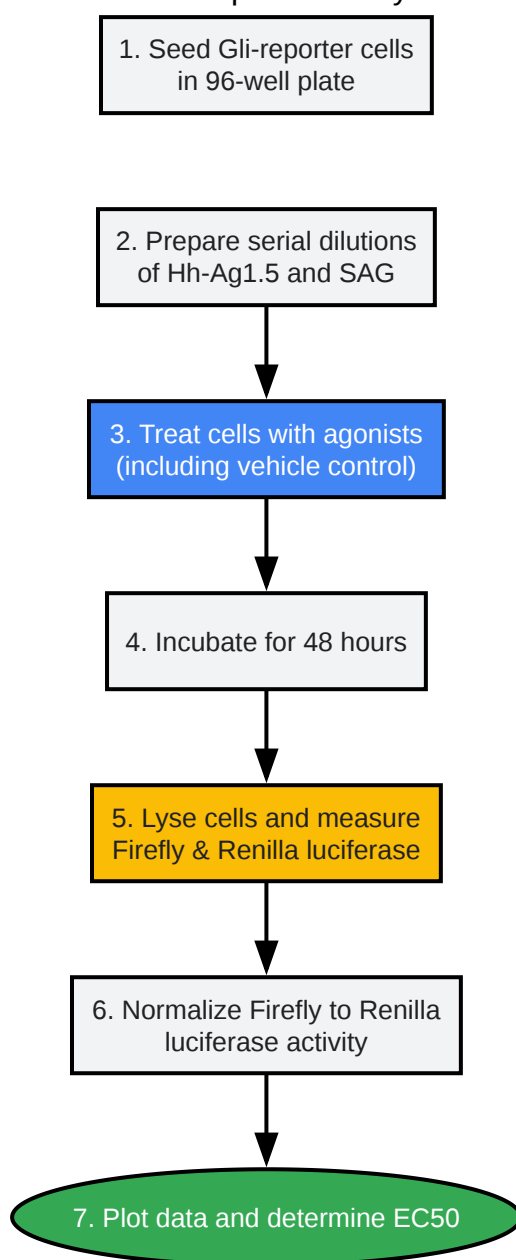 1. Seed Gli-reporter cells
in 96-well plate
2. Prepare serial dilutions
of Hh-Ag1.5 and SAG
3. Treat cells with agonists
(including vehicle control)
4. Incubate for 48 hours
5. Lyse cells and measure
Firefly & Renilla luciferase
6. Normalize Firefly to Renilla
luciferase activity
7. Plot data and determine EC50